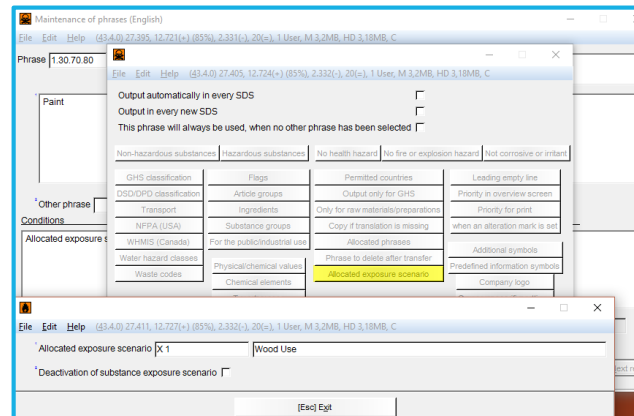 Maintenance of phrases (English)
File Edit Help (43.4.0) 27.395, 12.721(+) (85%), 2.331(-), 20(=), 1 User, M 3,2MB, HD 3,18MB, C
Phrase 1.30.70.80
File Edit Help (43.4.0) 27.405, 12.724(+) (85%), 2.332(-), 20(=), 1 User, M 3,2MB, HD 3,18MB, C
Output automatically in every SDS
Output in every new SDS
This phrase will always be used, when no other phrase has been selected
Paint
Non-hazardous substances Hazardous substances No health hazard No fire or explosion hazard Not corrosive or irritant
GHS classification Flags Permitted countries Leading empty line
DSD/DPD classification Article groups Output only for GHS Priority in overview screen
Transport Ingredients Only for raw materials/preparations Priority for print
NFPA (USA) Substance groups Copy if translation is missing when an alteration mark is set
WHMIS (Canada) For the public/industrial use Allocated phrases Additional symbols
Water hazard classes Physical/chemical values Phrase to delete after transfer Predefined information symbols
Waste codes Chemical elements Allocated exposure scenario Company logo
Other phrase
Conditions
Allocated exposure s
File Edit Help (43.4.0) 27.411, 12.727(+) (85%), 2.332(-), 20(=), 1 User, M 3,2MB, HD 3,18MB, C
Allocated exposure scenario X 1 Wood Use
Deactivation of substance exposure scenario
[Esc] Exit